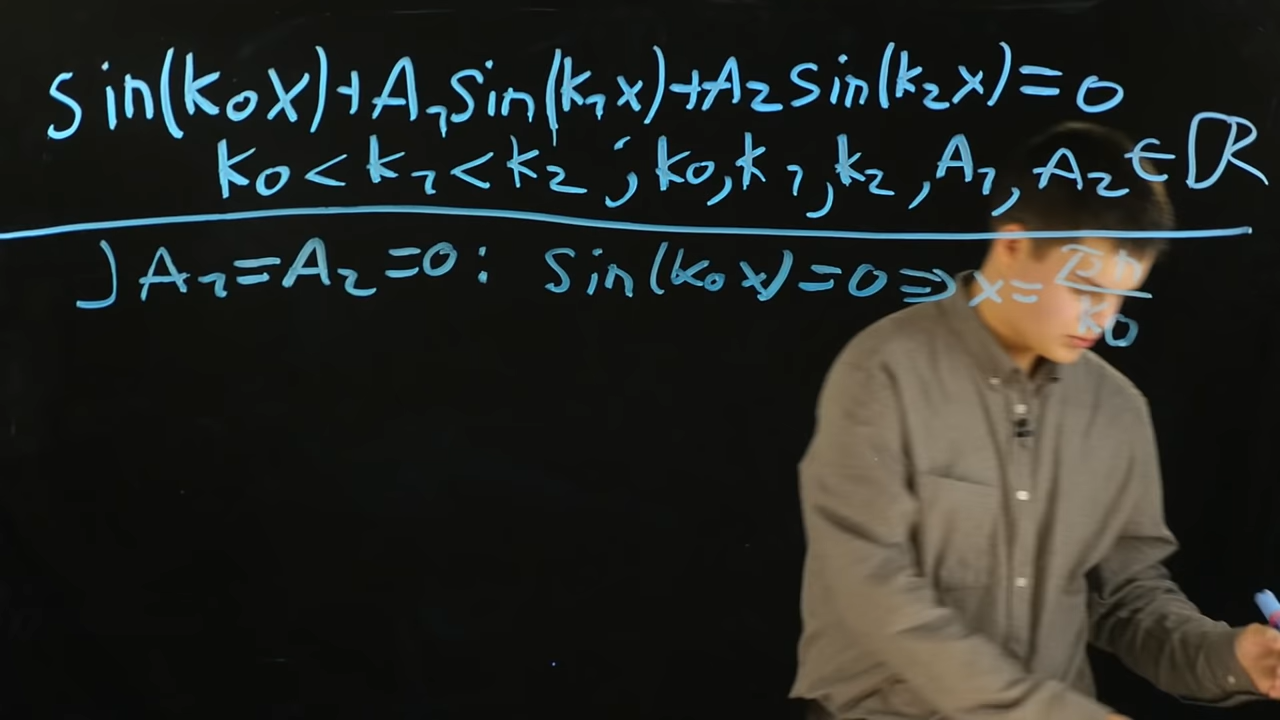 sin(k0x)+A1sin(k1x)+A2sin(k2x)=0
k0<k1<k2; k0,k1,k2,A1,A2∈ℝ
] A1=A2=0: sin(k0x)=0⇒x=πn/k0